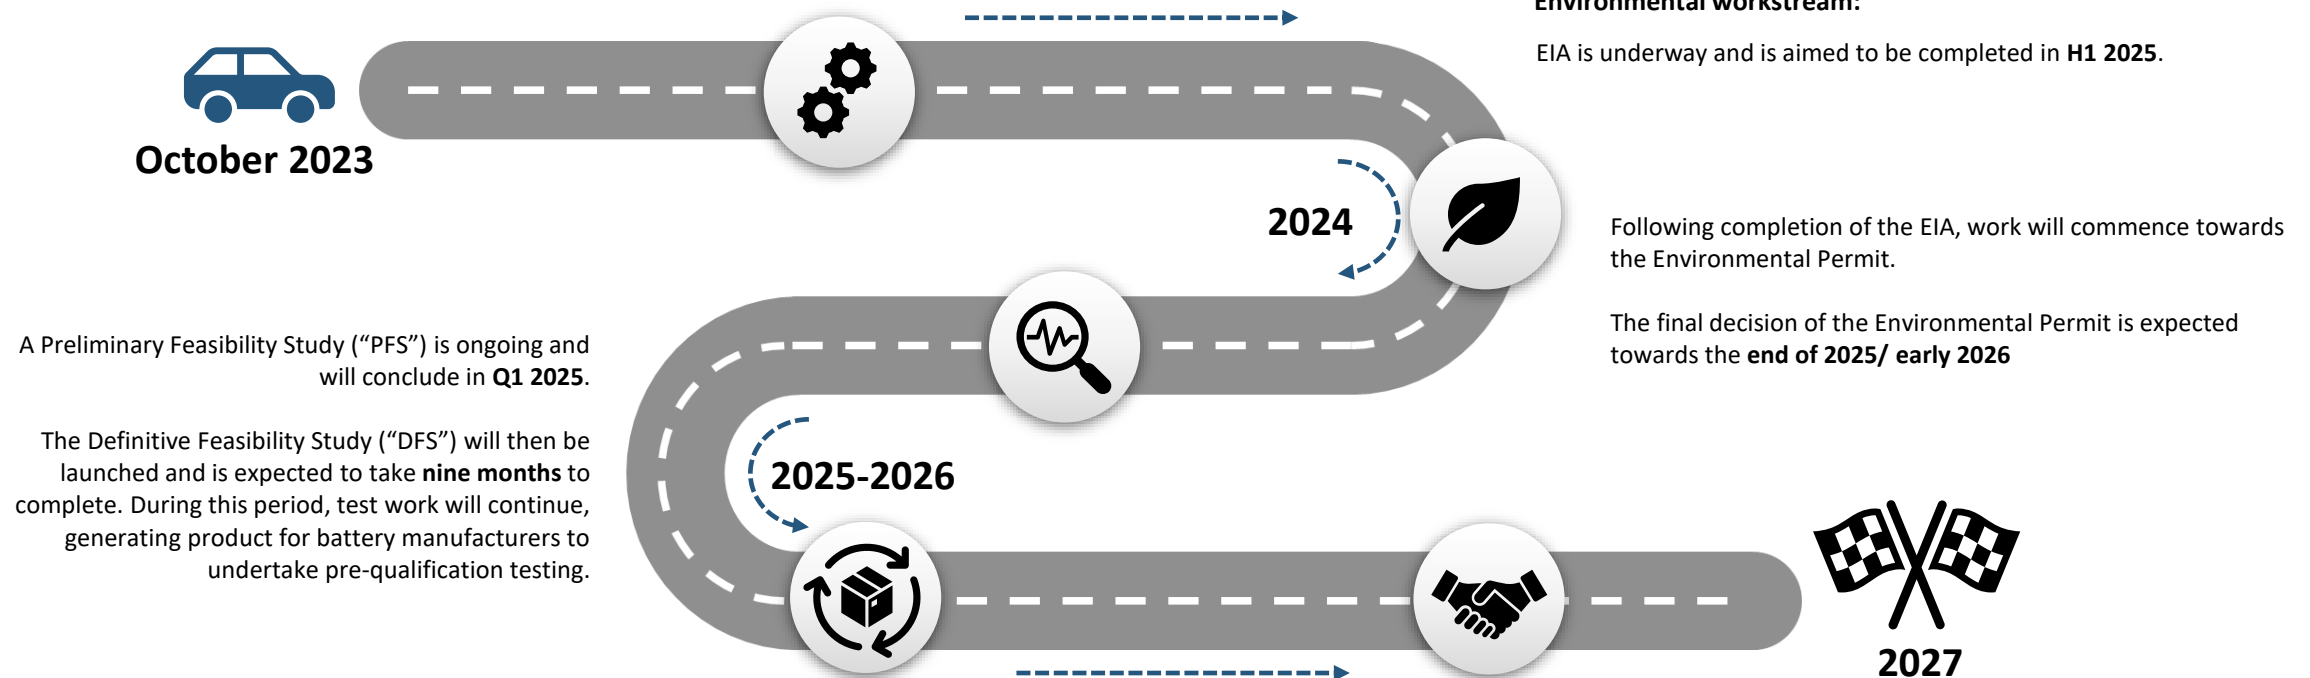 Environmental workstream:
EIA is underway and is aimed to be completed in H1 2025.
October 2023
2024
Following completion of the EIA, work will commence towards
the Environmental Permit.
The final decision of the Environmental Permit is expected
towards the end of 2025/ early 2026
A Preliminary Feasibility Study (“PFS”) is ongoing and
will conclude in Q1 2025.
The Definitive Feasibility Study (“DFS”) will then be
launched and is expected to take nine months to
complete. During this period, test work will continue,
generating product for battery manufacturers to
undertake pre-qualification testing.
2025-2026
2027